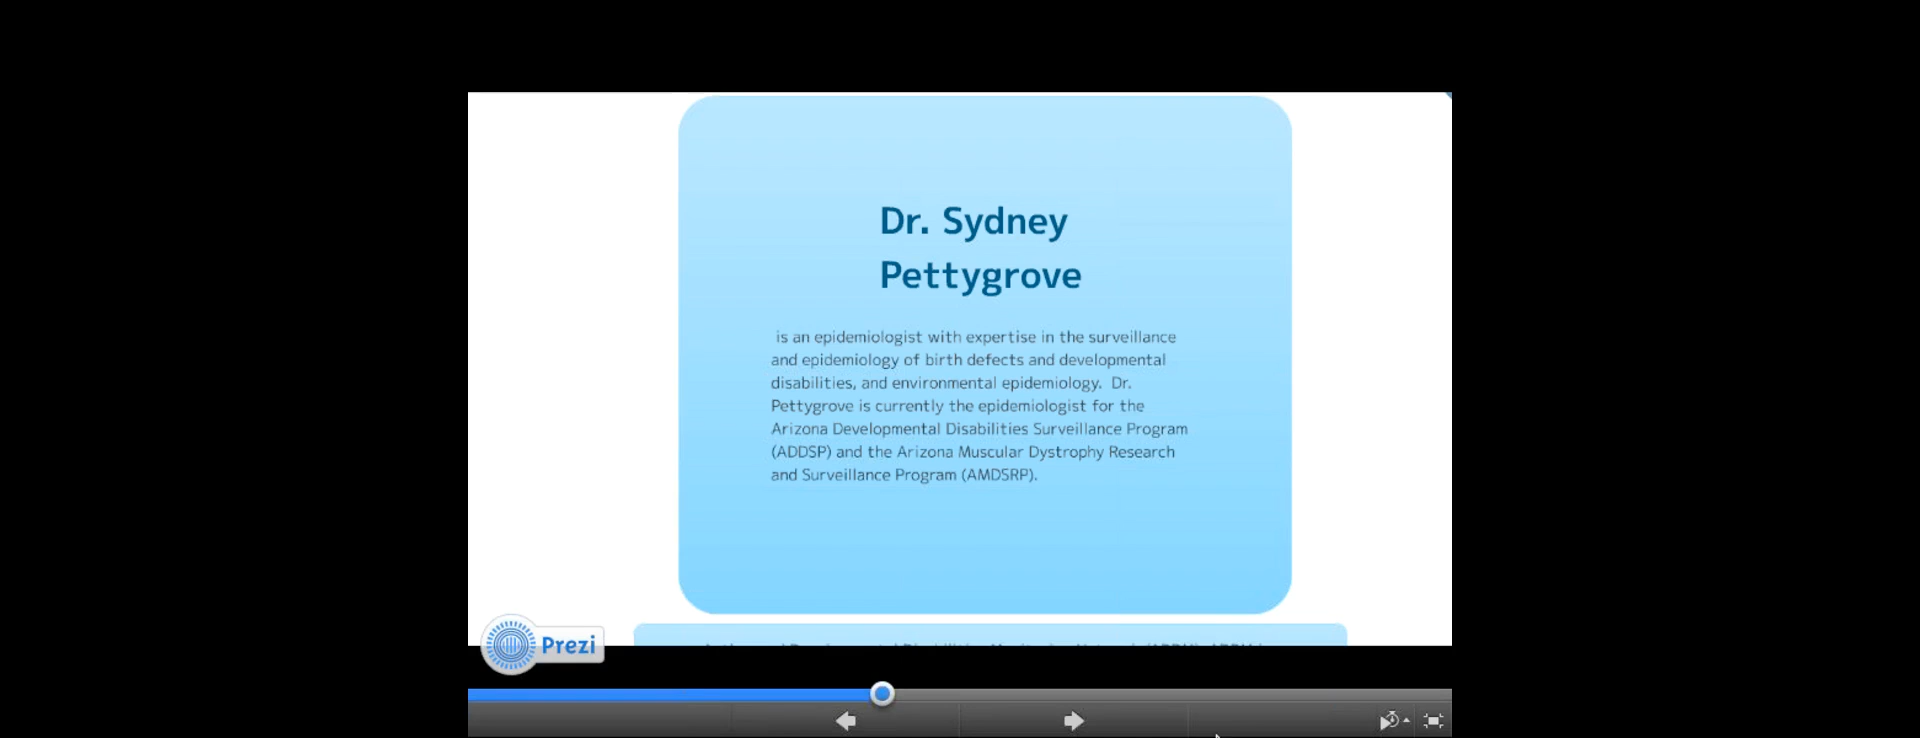 Dr. Sydney
Pettygrove
is an epidemiologist with expertise in the surveillance
and epidemiology of birth defects and developmental
disabilities, and environmental epidemiology.  Dr.
Pettygrove is currently the epidemiologist for the
Arizona Developmental Disabilities Surveillance Program
(ADDSP) and the Arizona Muscular Dystrophy Research
and Surveillance Program (AMDSRP).
Prezi